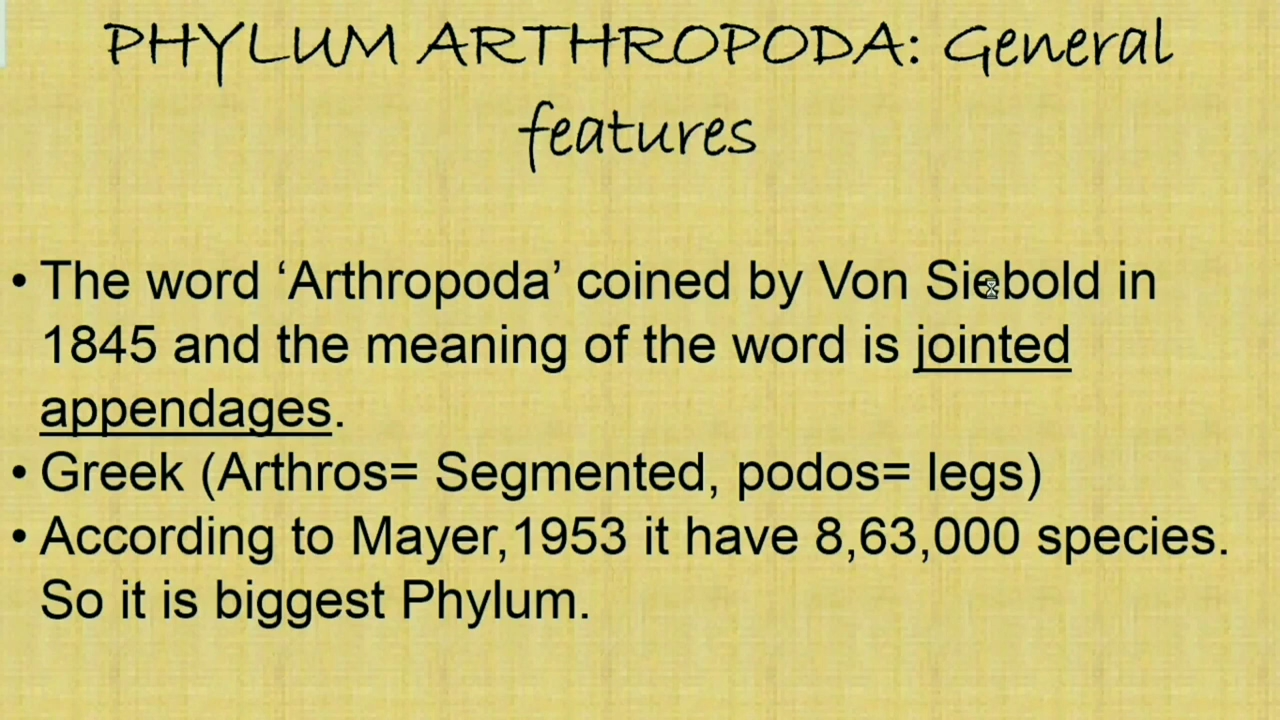 PHYLUM ARTHROPODA: General
features
• The word ‘Arthropoda’ coined by Von Siebold in
1845 and the meaning of the word is jointed
appendages.
• Greek (Arthros= Segmented, podos= legs)
• According to Mayer,1953 it have 8,63,000 species.
So it is biggest Phylum.